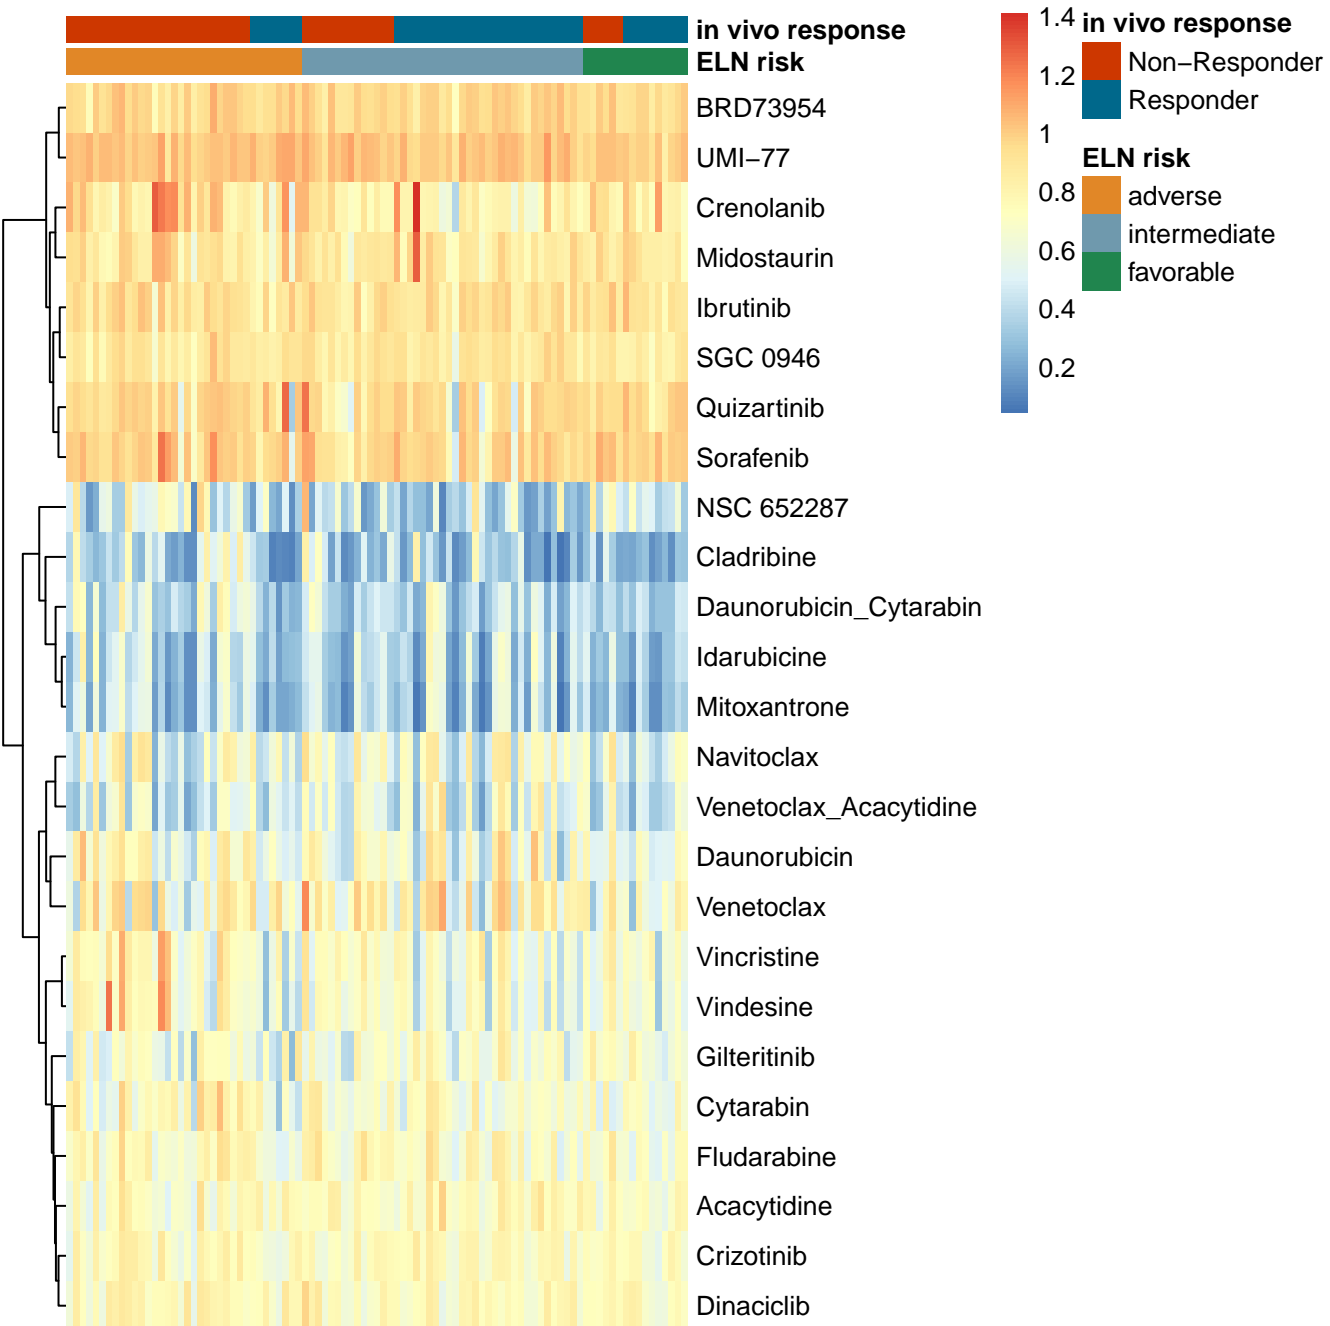 in vivo response
ELN risk
BRD73954
UMI−77
Crenolanib
Midostaurin
Ibrutinib
SGC 0946
Quizartinib
Sorafenib
NSC 652287
Cladribine
Daunorubicin_Cytarabin
Idarubicine
Mitoxantrone
Navitoclax
Venetoclax_Acacytidine
Daunorubicin
Venetoclax
Vincristine
Vindesine
Gilteritinib
Cytarabin
Fludarabine
Acacytidine
Crizotinib
Dinaciclib
1.4
1.2
1
0.8
0.6
0.4
0.2
in vivo response
Non−Responder
Responder
ELN risk
adverse
intermediate
favorable